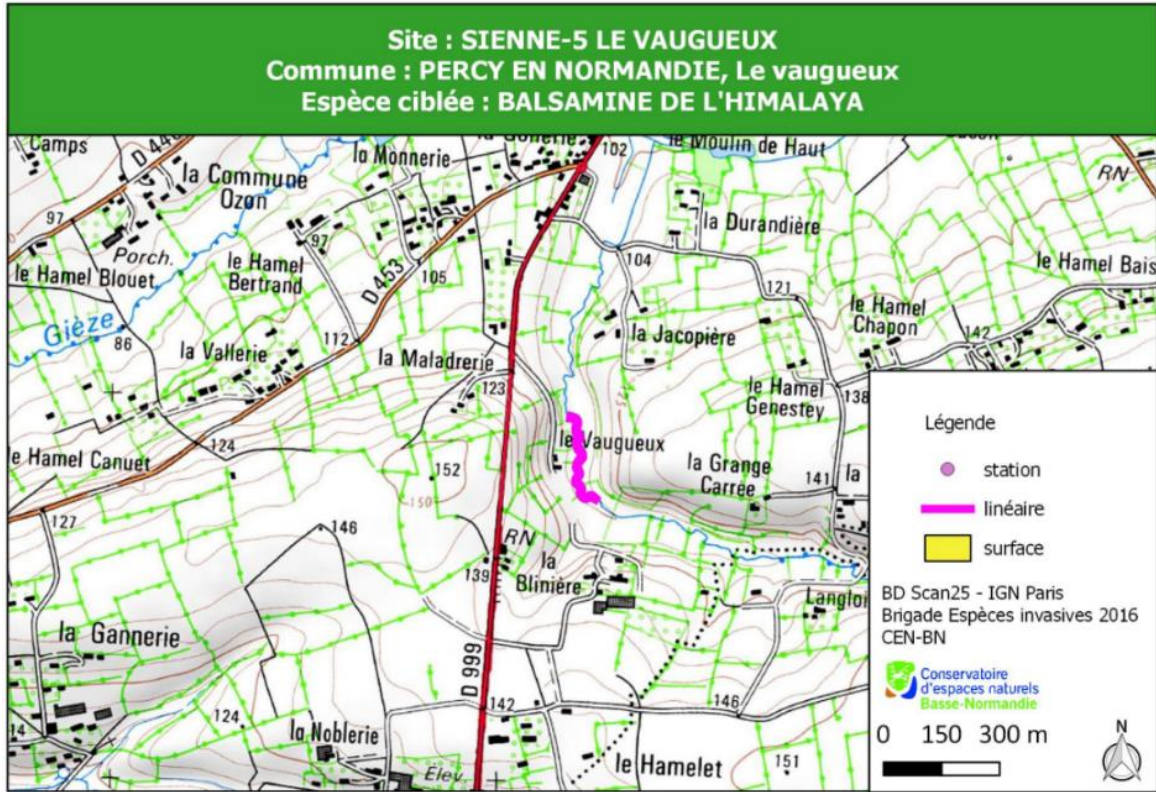 Site : SIENNE-5 LE VAUGUEUX
Commune : PERCY EN NORMANDIE, Le vaugueux
Espèce ciblée : BALSAMINE DE L'HIMALAYA
Camps
102
le Moulin de Haut
RN
la Monnerie
la Commune
Ozon
la Durandière
97
97
Porch.
le Hamel
Bertrand
D 453
105
104
le Hamel Bais
le Hamel Blouet
121
le Hamel
Chapon
142
Gièze
86
la Vallerie
112
la Jacopière
la Maladrerie
123
le Hamel
Genestey
138
124
le Hamel Canuet
152
150
le Vaugueux
la Grange
Carrée
141
la
127
146
RN
139
la
Blinière
Langloi
la Gannerie
D 999
14
124
142
146
la Noblerie
Élev.
le Hamelet
151
Légende
station
linéaire
surface
BD Scan25 - IGN Paris
Brigade Espèces invasives 2016
CEN-BN
Conservatoire
d'espaces naturels
Basse-Normandie
0 150 300 m
N